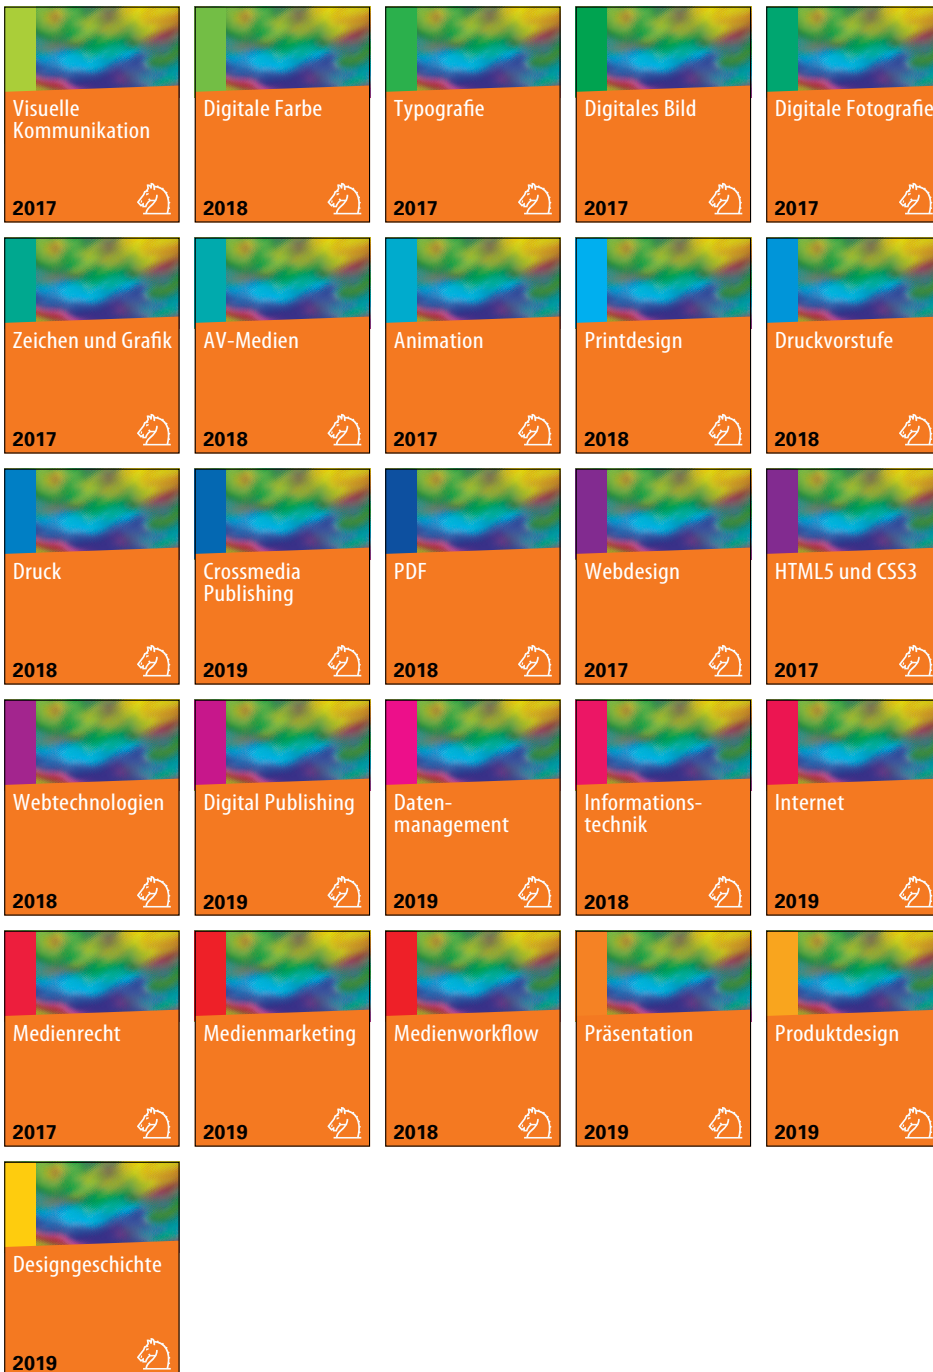 Visuelle
Kommunikation
2017
Digitale Farbe
2018
Typografie
2017
Digitales Bild
2017
Digitale Fotografie
2017
Zeichen und Grafik
2017
AV-Medien
2018
Animation
2017
Printdesign
2018
Druckvorstufe
2018
Druck
2018
Crossmedia
Publishing
2019
PDF
2018
Webdesign
2017
HTML5 und CSS3
2017
Webtechnologien
2018
Digital Publishing
2019
Daten-
management
2019
Informations-
technik
2018
Internet
2019
Medienrecht
2017
Medienmarketing
2019
Medienworkflow
2018
Präsentation
2019
Produktdesign
2019
Designgeschichte
2019